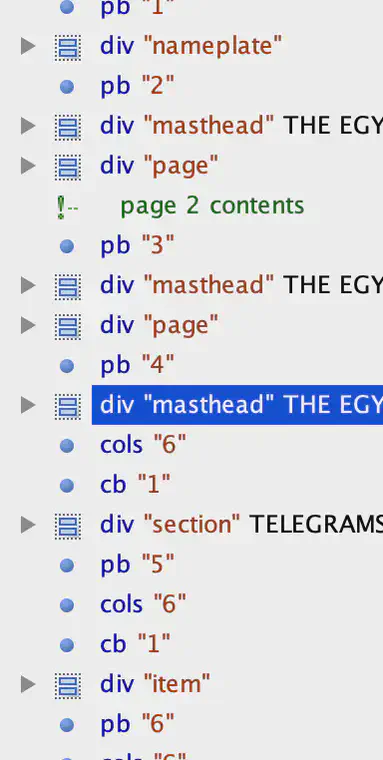 pb "1"
div "nameplate"
pb "2"
div "masthead" THE EGY
div "page"
!-- page 2 contents
pb "3"
div "masthead" THE EGY
div "page"
pb "4"
div "masthead" THE EGY
cols "6"
cb "1"
div "section" TELEGRAMS
pb "5"
cols "6"
cb "1"
div "item"
pb "6"
cols "6"